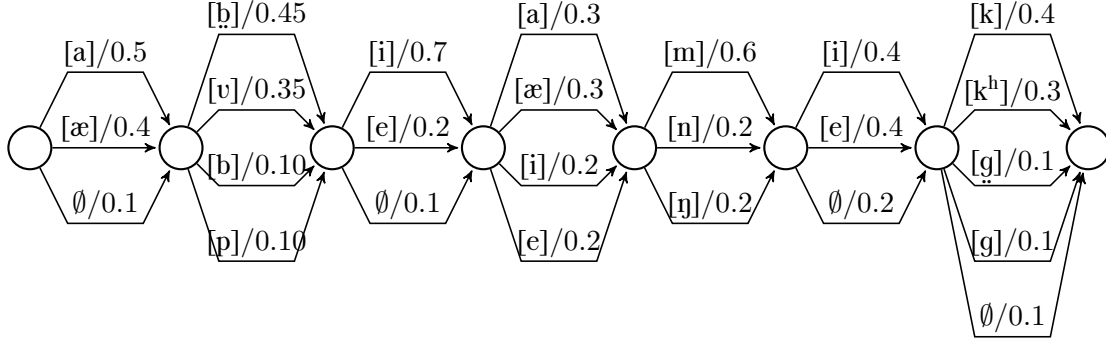 [a]/0.5
[æ]/0.4
∅/0.1
[b̤]/0.45
[ʋ]/0.35
[b]/0.10
[p]/0.10
[i]/0.7
[e]/0.2
∅/0.1
[a]/0.3
[æ]/0.3
[i]/0.2
[e]/0.2
[m]/0.6
[n]/0.2
[ŋ]/0.2
[i]/0.4
[e]/0.4
∅/0.2
[k]/0.4
[kʰ]/0.3
[ɡ̤]/0.1
[ɡ]/0.1
∅/0.1